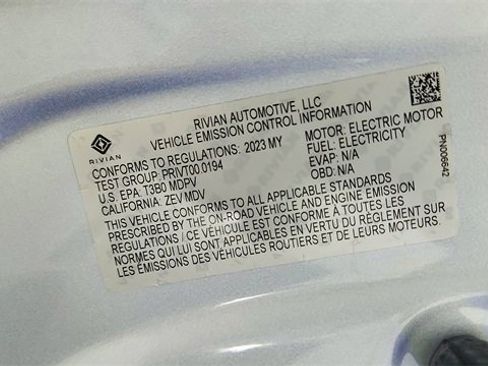 RIVIAN AUTOMOTIVE, LLC
VEHICLE EMISSION CONTROL INFORMATION
RIVIAN
CONFORMS TO REGULATIONS: 2023 MY
TEST GROUP: PRIVT00.0194
U.S. EPA: T3B0 MDPV
CALIFORNIA: ZEV MDV
MOTOR: ELECTRIC MOTOR
FUEL: ELECTRICITY
EVAP: N/A
OBD: N/A
PN006642
THIS VEHICLE CONFORMS TO ALL APPLICABLE STANDARDS
PRESCRIBED BY THE ON-ROAD VEHICLE AND ENGINE EMISSION
REGULATIONS / CE VÉHICULE EST CONFORME À TOUTES LES
NORMES QUI LUI SONT APPLICABLES EN VERTU DU RÈGLEMENT SUR
LES ÉMISSIONS DES VÉHICULES ROUTIERS ET DE LEURS MOTEURS.